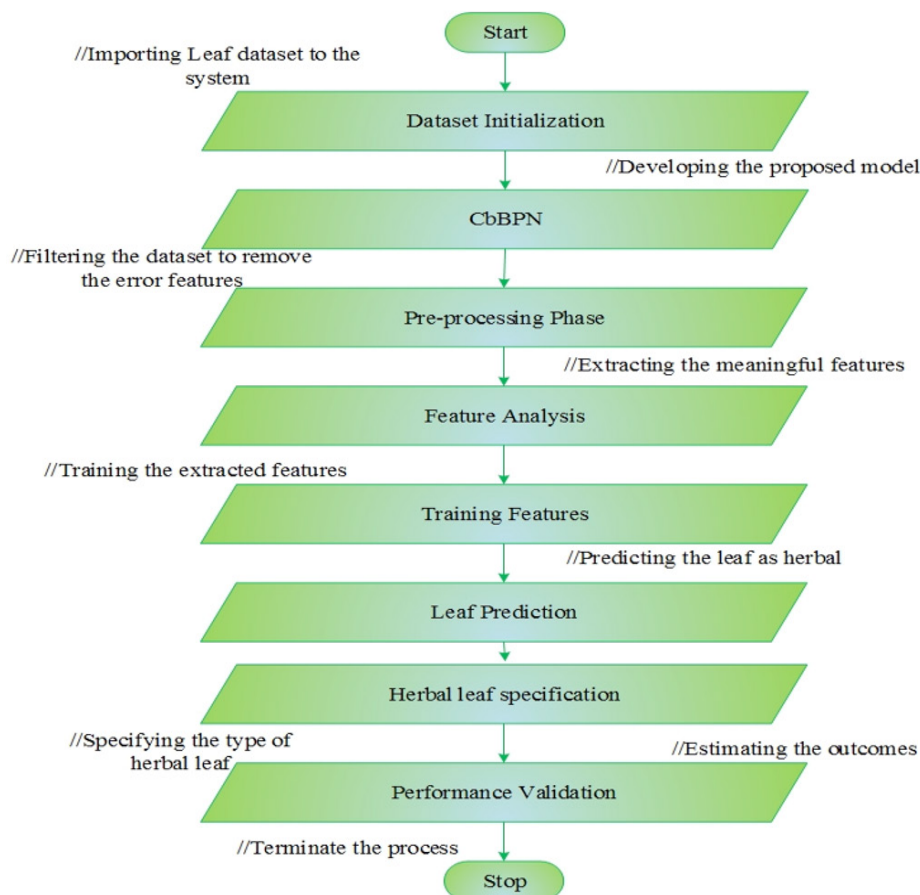 Start
//Importing Leaf dataset to the
system
Dataset Initialization
//Developing the proposed model
CbBPN
//Filtering the dataset to remove
the error features
Pre-processing Phase
//Extracting the meaningful features
Feature Analysis
//Training the extracted features
Training Features
//Predicting the leaf as herbal
Leaf Prediction
Herbal leaf specification
//Specifying the type of
herbal leaf
//Estimating the outcomes
Performance Validation
//Terminate the process
Stop